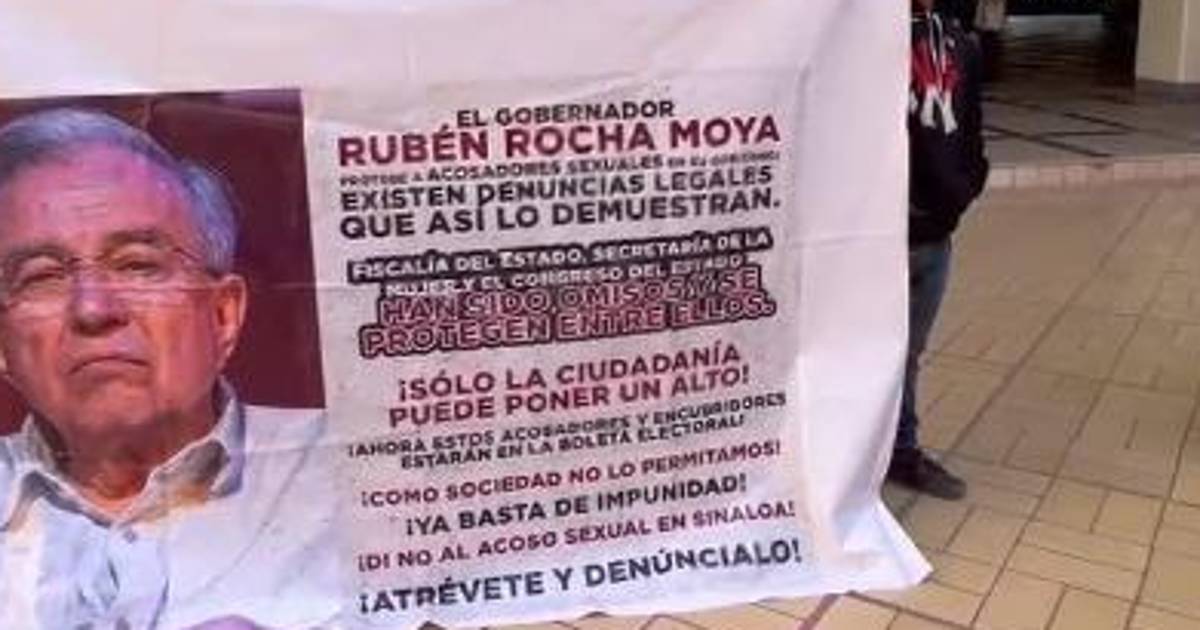 EL GOBERNADOR
RUBÉN ROCHA MOYA
PROTEGE A ACOSADORES SEXUALES EN SU GOBIERNO
EXISTEN DENUNCIAS LEGALES
QUE ASÍ LO DEMUESTRAN.
FISCALÍA DEL ESTADO, SECRETARÍA DE LA
MUJER Y EL CONGRESO DEL ESTADO
HAN SIDO OMISOS Y SE
PROTEGEN ENTRE ELLOS.
¡SÓLO LA CIUDADANÍA
PUEDE PONER UN ALTO!
¡AHORA ESTOS ACOSADORES Y ENCUBRIDORES
ESTARÁN EN LA BOLETA ELECTORAL!
¡COMO SOCIEDAD NO LO PERMITAMOS!
¡YA BASTA DE IMPUNIDAD!
¡DI NO AL ACOSO SEXUAL EN SINALOA!
¡ATRÉVETE Y DENÚNCIALO!